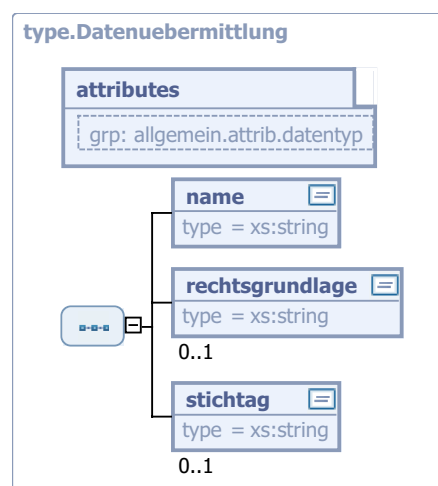 type.Datenuebermittlung
attributes
grp: allgemein.attrib.datentyp
name
type = xs:string
rechtsgrundlage
type = xs:string
0..1
stichtag
type = xs:string
0..1